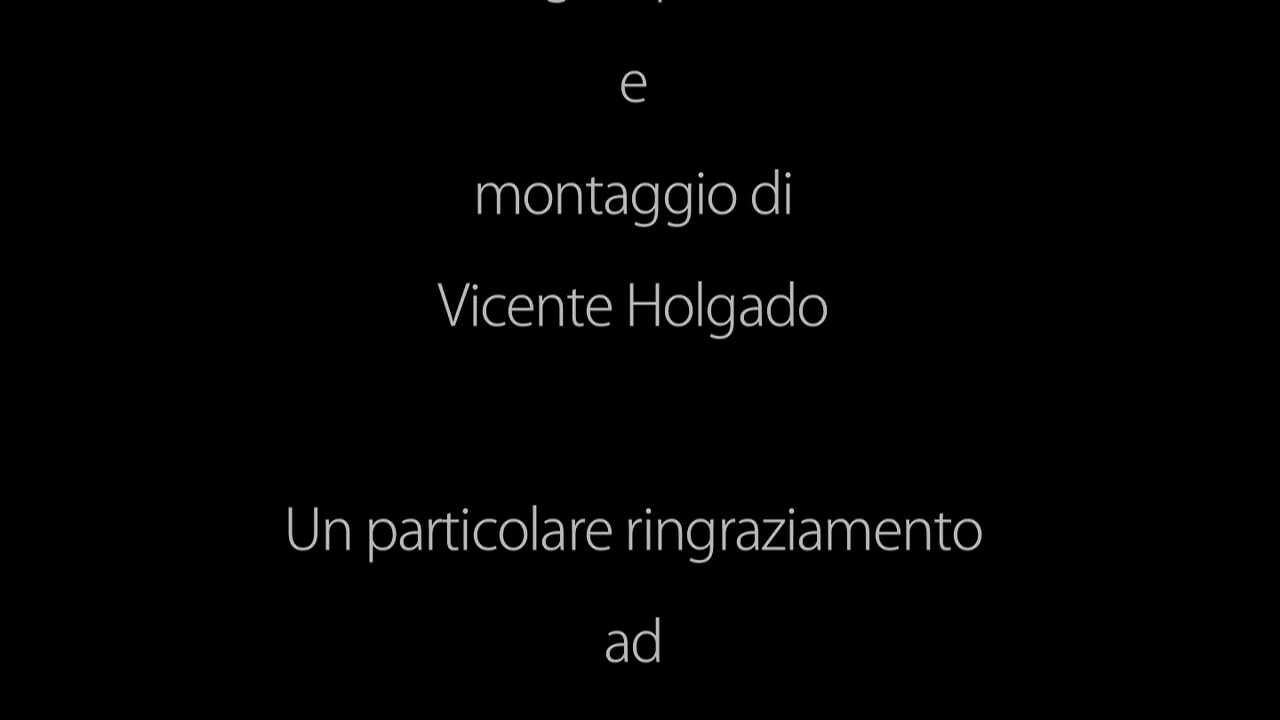 e
montaggio di
Vicente Holgado
Un particolare ringraziamento
ad